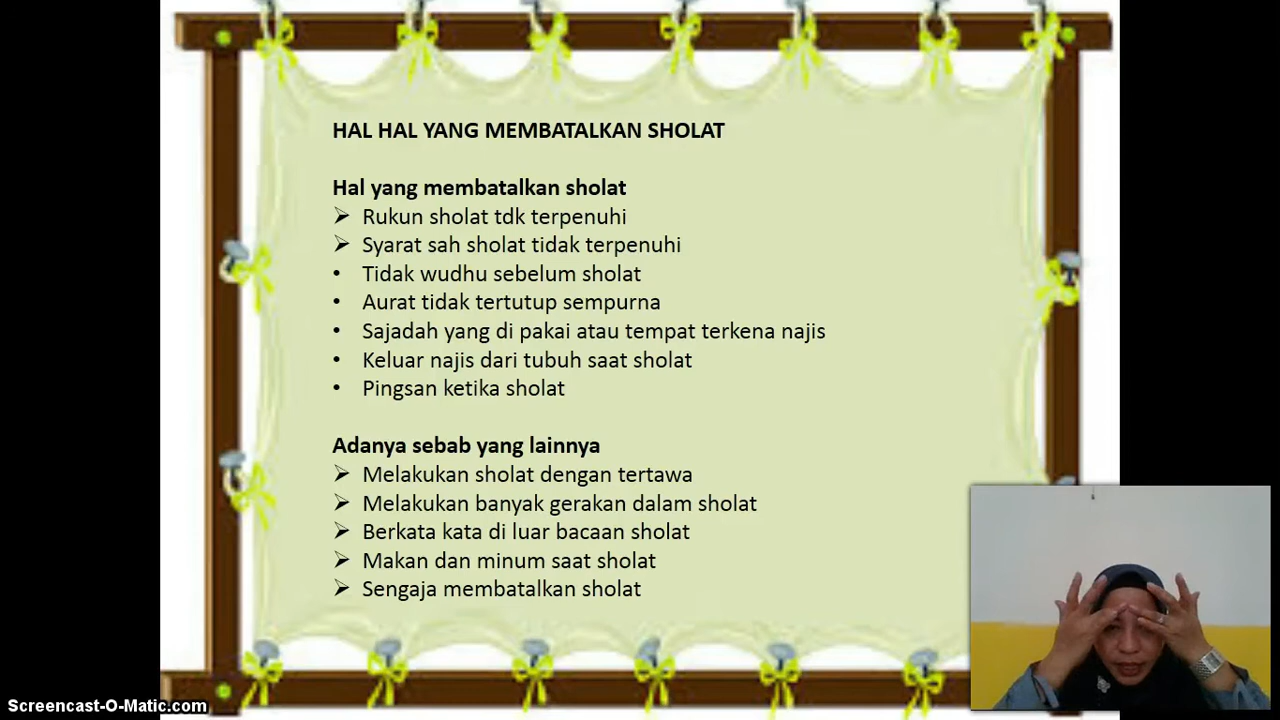 HAL HAL YANG MEMBATALKAN SHOLAT
Hal yang membatalkan sholat
➢ Rukun sholat tdk terpenuhi
➢ Syarat sah sholat tidak terpenuhi
• Tidak wudhu sebelum sholat
• Aurat tidak tertutup sempurna
• Sajadah yang di pakai atau tempat terkena najis
• Keluar najis dari tubuh saat sholat
• Pingsan ketika sholat
Adanya sebab yang lainnya
➢ Melakukan sholat dengan tertawa
➢ Melakukan banyak gerakan dalam sholat
➢ Berkata kata di luar bacaan sholat
➢ Makan dan minum saat sholat
➢ Sengaja membatalkan sholat
Screencast-O-Matic.com